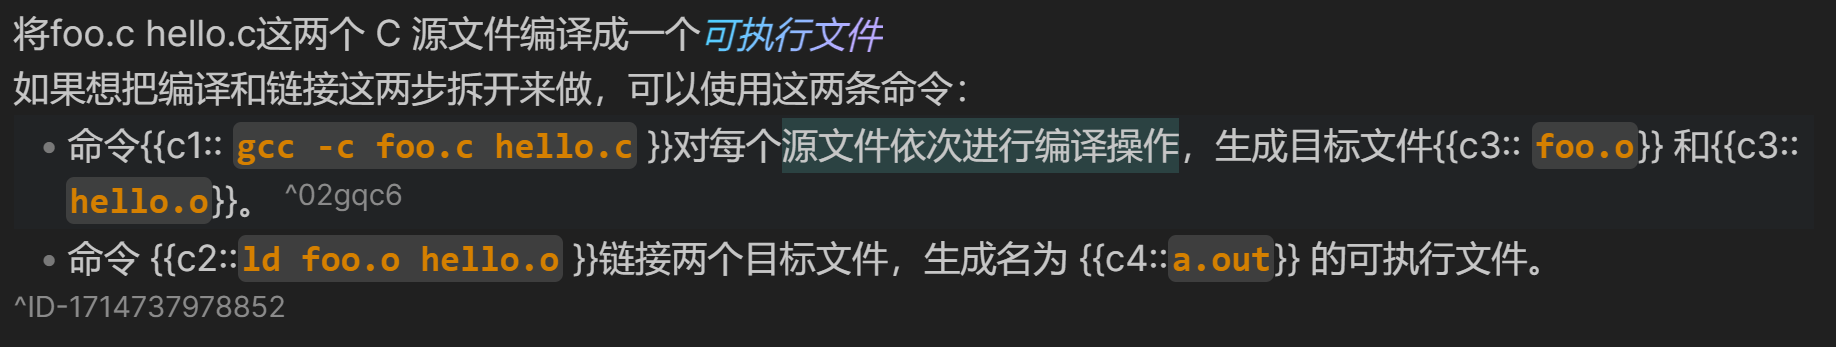 将foo.c hello.c这两个 C 源文件编译成一个可执行文件
如果想把编译和链接这两步拆开来做，可以使用这两条命令：
• 命令{{c1:: gcc -c foo.c hello.c }}对每个源文件依次进行编译操作，生成目标文件{{c3:: foo.o}} 和{{c3::
hello.o}}。 ^02gqc6
• 命令 {{c2::ld foo.o hello.o }}链接两个目标文件，生成名为 {{c4::a.out}} 的可执行文件。
^ID-1714737978852